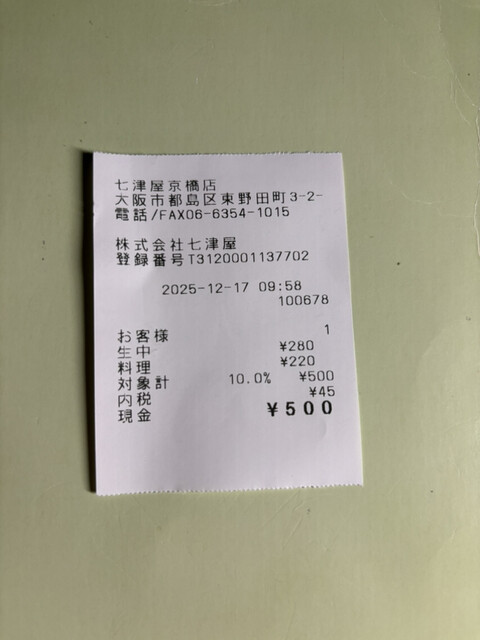 七津屋京橋店
大阪市都島区東野田町3-2-
電話/FAX06-6354-1015
株式会社七津屋
登録番号T3120001137702
2025-12-17 09:58
100678
お客様 1
生中 ¥280
料理 ¥220
対象計 10.0% ¥500
内税 ¥45
現金 ¥500